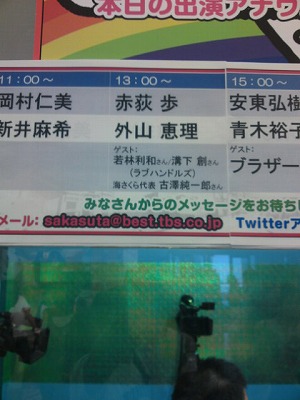 本日の出演アナウ
11:00～ 13:00～ 15:00～
岡村仁美 赤荻 歩 安東弘樹
新井麻希 外山 恵理 青木裕子
ゲスト: ゲスト:
若林利和さん/溝下 創さん ブラザー
(ラブハンドルズ)
海さくら代表 古澤純一郎さん
みなさんからのメッセージをお待ち
メール: sakasuta@best.tbs.co.jp Twitterア